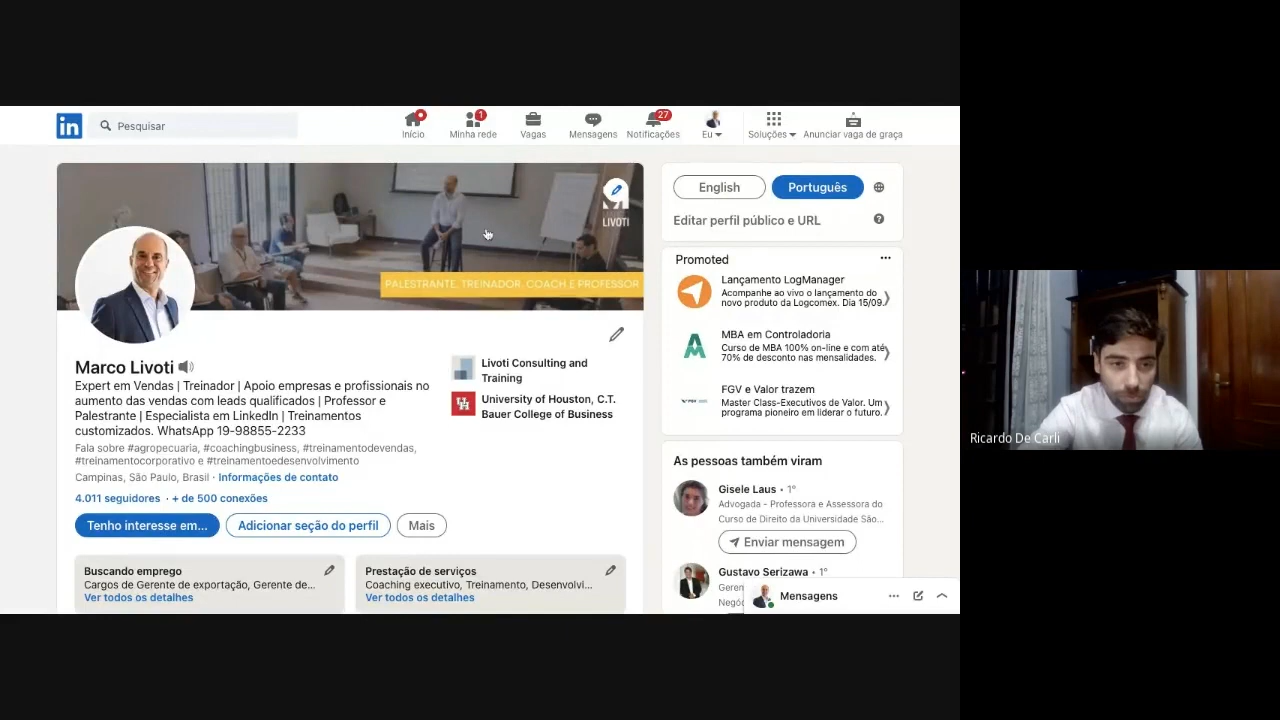 in
Pesquisar
Início
1
Minha rede
Vagas
Mensagens
27
Notificações
Eu
Soluções
Anunciar vaga de graça
LIVOTI
PALESTRANTE, TREINADOR, COACH E PROFESSOR
Marco Livoti
Expert em Vendas | Treinador | Apoio empresas e profissionais no
aumento das vendas com leads qualificados | Professor e
Palestrante | Especialista em LinkedIn | Treinamentos
customizados. WhatsApp 19-98855-2233
Fala sobre #agropecuaria, #coachingbusiness, #treinamentodevendas,
#treinamentocorporativo e #treinamentoedesenvolvimento
Campinas, São Paulo, Brasil · Informações de contato
4.011 seguidores · + de 500 conexões
Tenho interesse em...
Adicionar seção do perfil
Mais
Livoti Consulting and
Training
University of Houston, C.T.
Bauer College of Business
Buscando emprego
Cargos de Gerente de exportação, Gerente de...
Ver todos os detalhes
Prestação de serviços
Coaching executivo, Treinamento, Desenvolvi...
Ver todos os detalhes
English
Português
Editar perfil público e URL
Promoted
Lançamento LogManager
Acompanhe ao vivo o lançamento do
novo produto da Logcomex. Dia 15/09.
MBA em Controladoria
Curso de MBA 100% on-line e com até
70% de desconto nas mensalidades.
FGV e Valor trazem
Master Class-Executivos de Valor. Um
programa pioneiro em liderar o futuro.
As pessoas também viram
Gisele Laus • 1°
Advogada - Professora e Assessora do
Curso de Direito da Universidade São...
Enviar mensagem
Gustavo Serizawa • 1°
Geren
Negóc
Mensagens
Ricardo De Carli